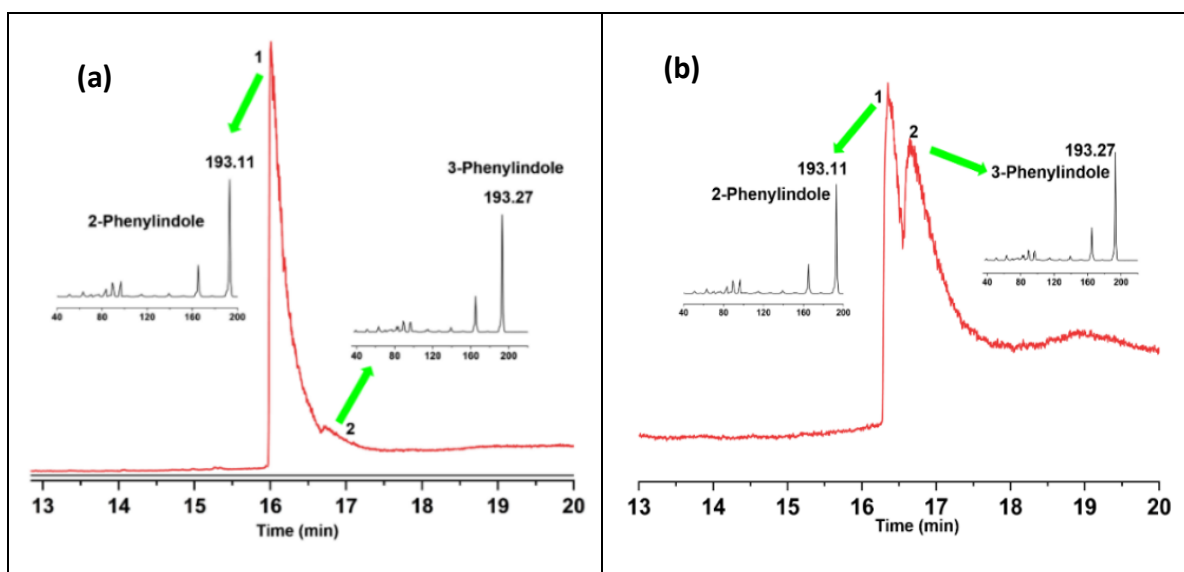 (a)
1
193.11
2-Phenylindole
40 80 120 160 200
3-Phenylindole
193.27
40 80 120 160 200
2
13 14 15 16 17 18 19 20
Time (min)
(b)
1
2
193.11
2-Phenylindole
40 80 120 160 200
193.27
3-Phenylindole
40 80 120 160 200
13 14 15 16 17 18 19 20
Time (min)